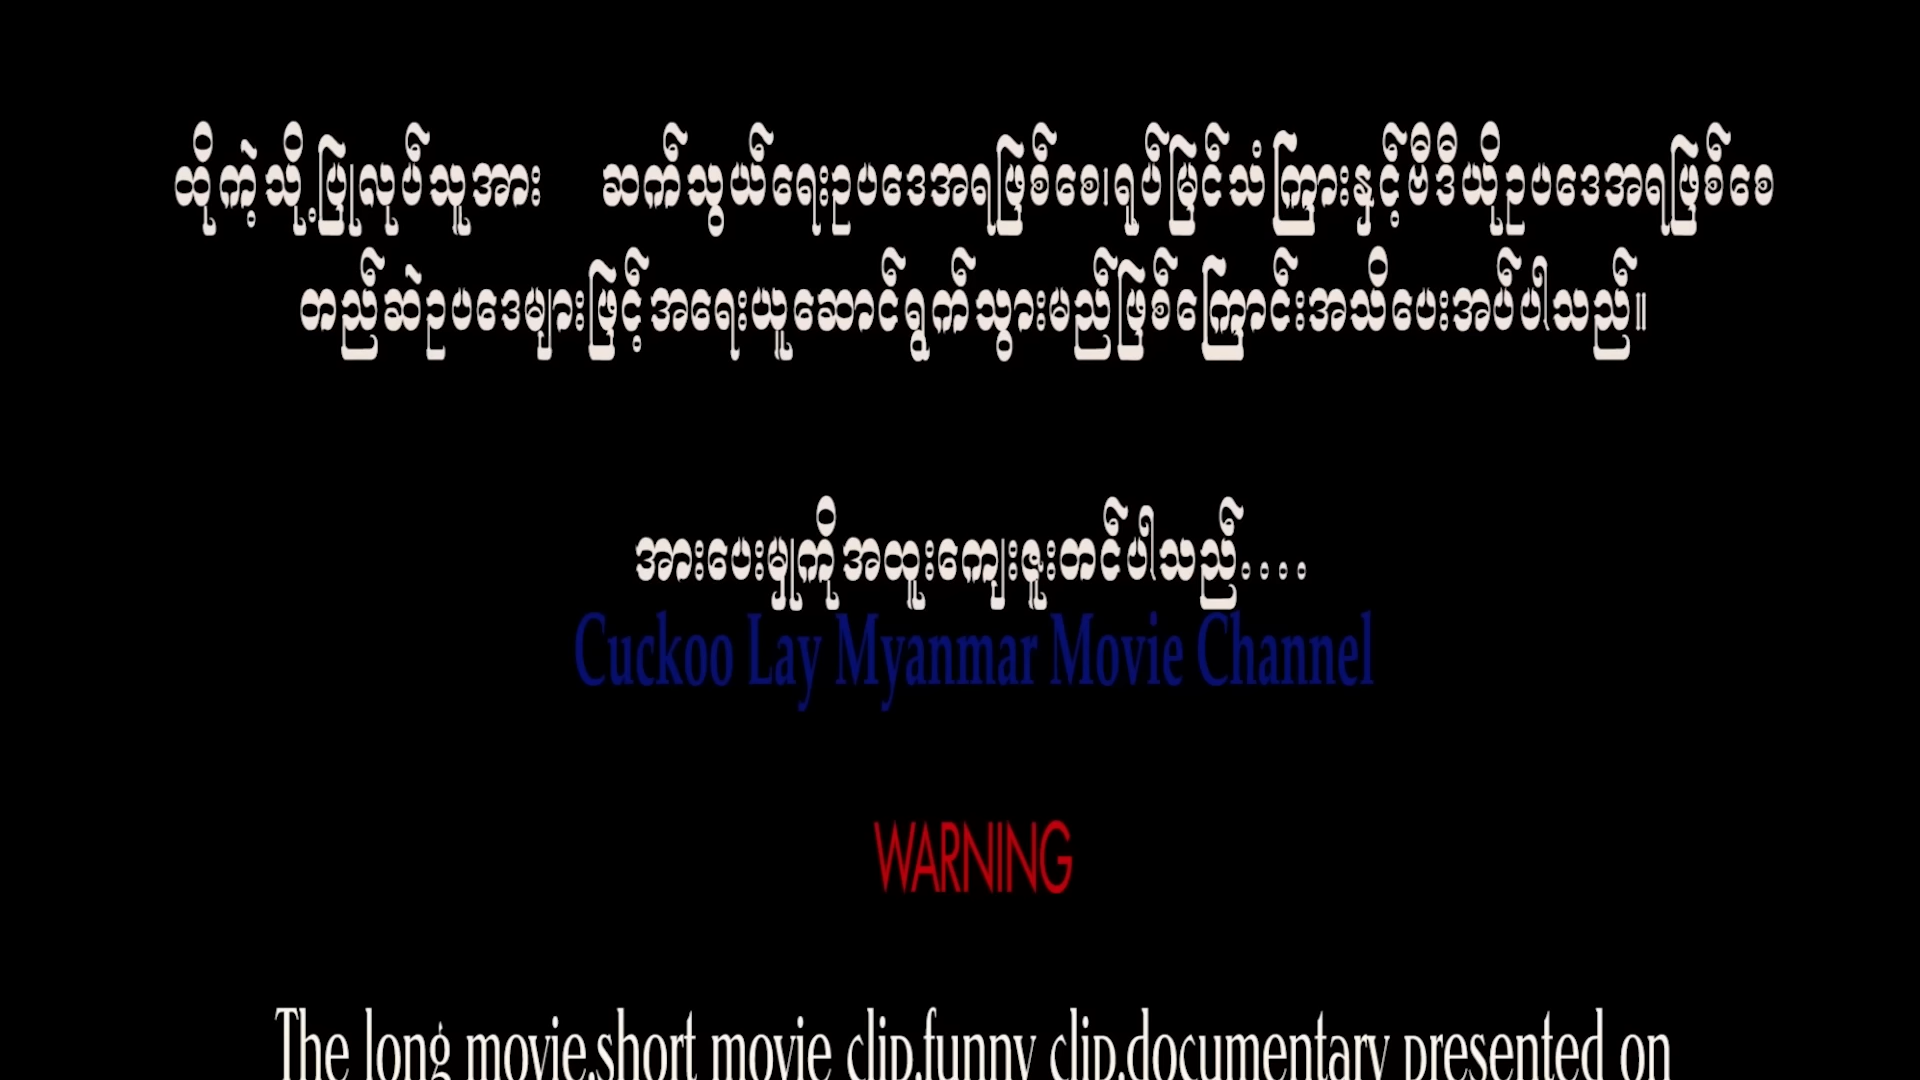 ထိုကဲ့သို့ပြုလုပ်သူအား ဆက်သွယ်ရေးဥပဒေအရဖြစ်စေ၊ရုပ်မြင်သံကြားနှင့်ဗီဒီယိုဥပဒေအရဖြစ်စေ
တည်ဆဲဥပဒေများဖြင့်အရေးယူဆောင်ရွက်သွားမည်ဖြစ်ကြောင်းအသိပေးအပ်ပါသည်။
အားပေးမှုကိုအထူးကျေးဇူးတင်ပါသည်....
Cuckoo Lay Myanmar Movie Channel
WARNING
The long movie,short movie clip,funny clip,documentary presented on